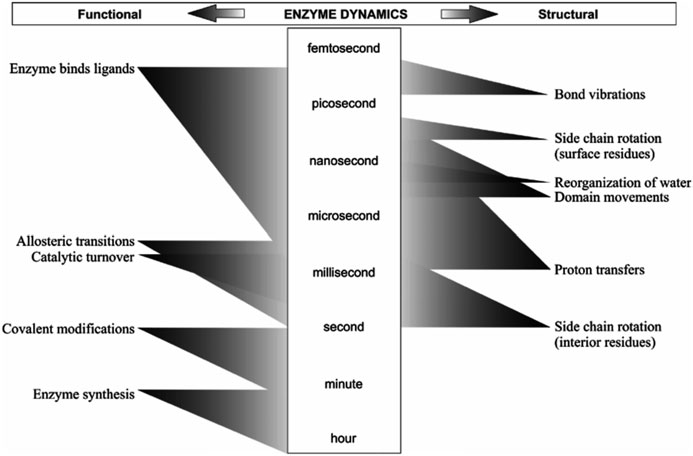 Functional
ENZYME DYNAMICS
Structural
femtosecond
Enzyme binds ligands
Bond vibrations
picosecond
Side chain rotation
(surface residues)
nanosecond
Reorganization of water
Domain movements
microsecond
Allosteric transitions
Catalytic turnover
millisecond
Proton transfers
Covalent modifications
second
Side chain rotation
(interior residues)
minute
Enzyme synthesis
hour